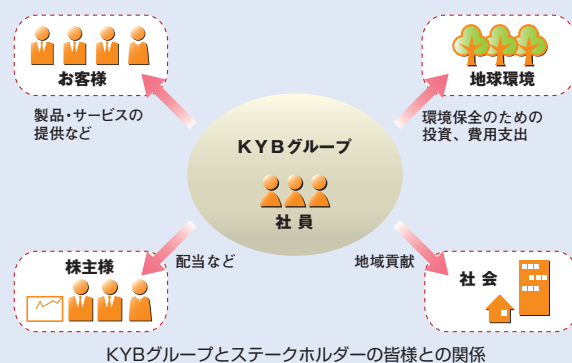 お客様
地球環境
製品・サービスの
提供など
環境保全のための
投資、費用支出
KYBグループ
社員
株主様
配当など
地域貢献
社会
KYBグループとステークホルダーの皆様との関係